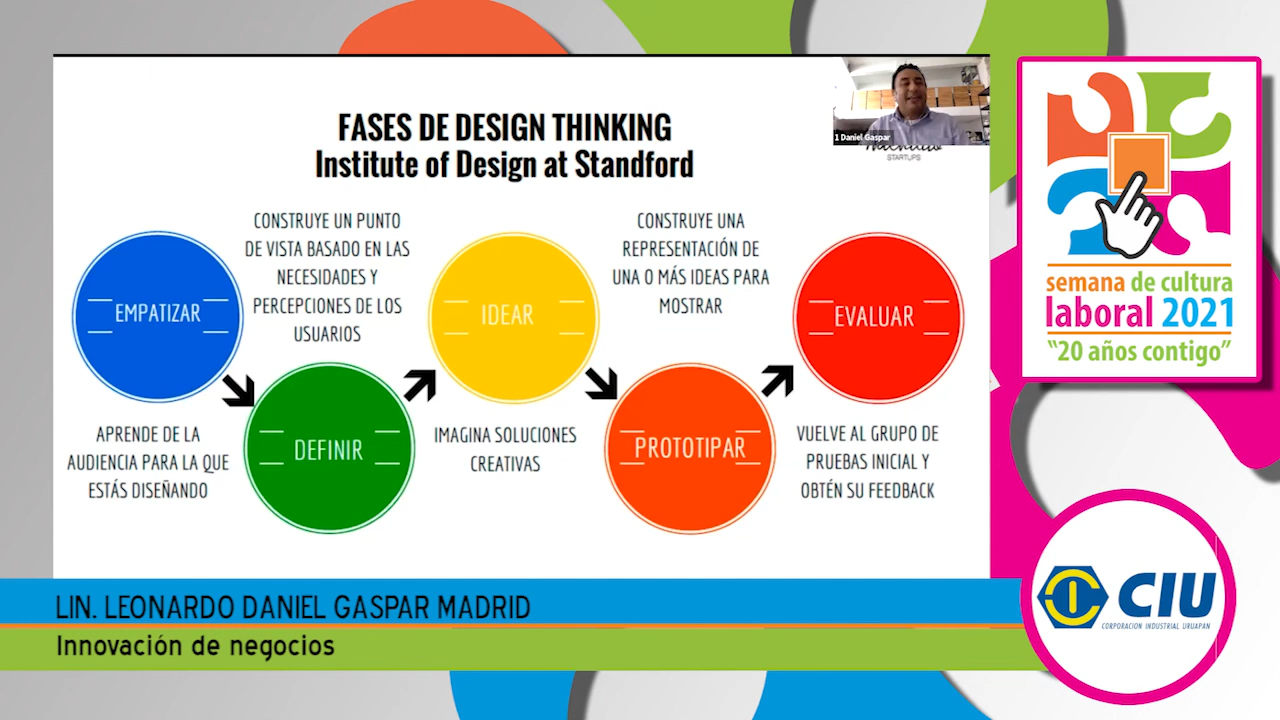 FASES DE DESIGN THINKING
Institute of Design at Standford
1 Daniel Gaspar
STARTUPS
EMPATIZAR
APRENDE DE LA
AUDIENCIA PARA LA QUE
ESTÁS DISEÑANDO
CONSTRUYE UN PUNTO
DE VISTA BASADO EN LAS
NECESIDADES Y
PERCEPCIONES DE LOS
USUARIOS
DEFINIR
IDEAR
IMAGINA SOLUCIONES
CREATIVAS
CONSTRUYE UNA
REPRESENTACIÓN DE
UNA O MÁS IDEAS PARA
MOSTRAR
PROTOTIPAR
EVALUAR
VUELVE AL GRUPO DE
PRUEBAS INICIAL Y
OBTÉN SU FEEDBACK
semana de cultura
laboral 2021
"20 años contigo"
CIU
CORPORACION INDUSTRIAL URUAPAN
LIN. LEONARDO DANIEL GASPAR MADRID
Innovación de negocios